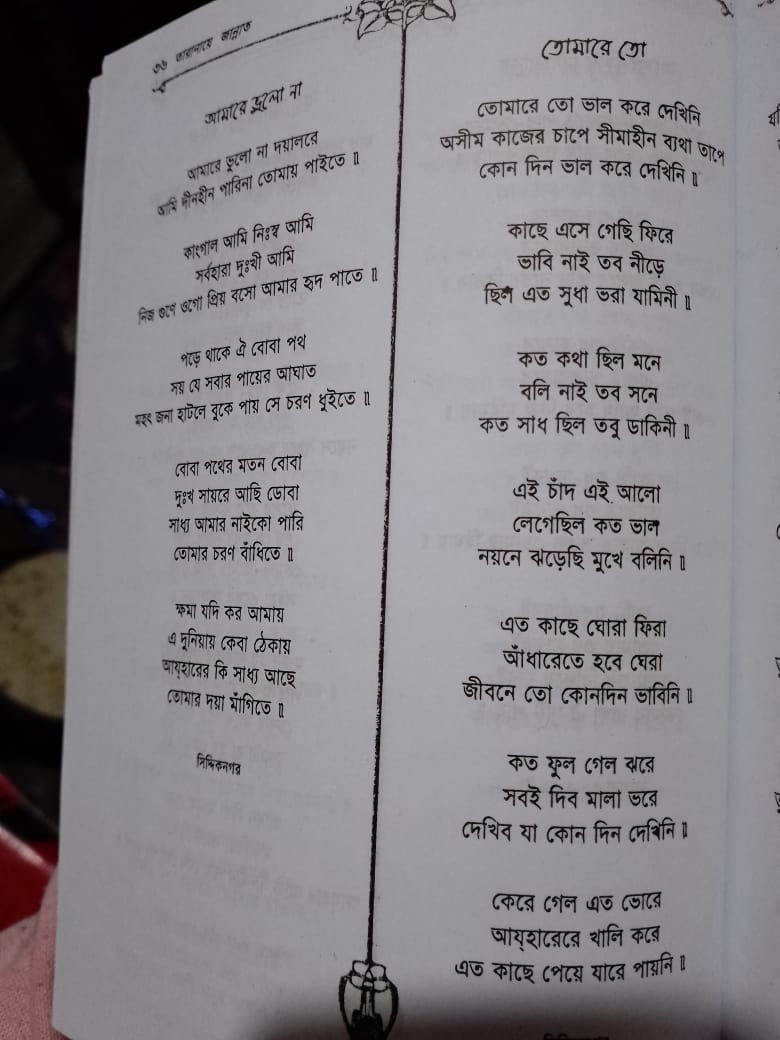 ৩৬ তারানায়ে জান্নাত
আমারে ভুলো না
আমারে ভুলো না দয়ালরে
আমি দীনহীন পারিনা তোমায় পাইতে ॥
কাংগাল আমি নিঃস্ব আমি
সর্বহারা দুঃখী আমি
নিজ গুণে ওগো প্রিয় বসো আমার হৃদ পাতে ॥
পড়ে থাকে ঐ বোবা পথ
সয় যে সবার পায়ের আঘাত
মহৎ জনা হাটলে বুকে পায় সে চরণ ধুইতে ॥
বোবা পথের মতন বোবা
দুঃখ সায়রে আছি ডোবা
সাধ্য আমার নাইকো পারি
তোমার চরণ বাঁধিতে ॥
ক্ষমা যদি কর আমায়
এ দুনিয়ায় কেবা ঠেকায়
আয্হারের কি সাধ্য আছে
তোমার দয়া মাঁগিতে ॥
সিদ্দিকনগর
তোমারে তো
তোমারে তো ভাল করে দেখিনি
অসীম কাজের চাপে সীমাহীন ব্যথা তাপে
কোন দিন ভাল করে দেখিনি ॥
কাছে এসে গেছি ফিরে
ভাবি নাই তব নীড়ে
ছিল এত সুধা ভরা যামিনী ॥
কত কথা ছিল মনে
বলি নাই তব সনে
কত সাধ ছিল তবু ডাকিনী ॥
এই চাঁদ এই আলো
লেগেছিল কত ভাল
নয়নে ঝড়েছি মুখে বলিনি ॥
এত কাছে ঘোরা ফিরা
আঁধারেতে হবে ঘেরা
জীবনে তো কোনদিন ভাবিনি ॥
কত ফুল গেল ঝরে
সবই দিব মালা ভরে
দেখিব যা কোন দিন দেখিনি ॥
কেরে গেল এত ভোরে
আয্হারেরে খালি করে
এত কাছে পেয়ে যারে পায়নি ॥